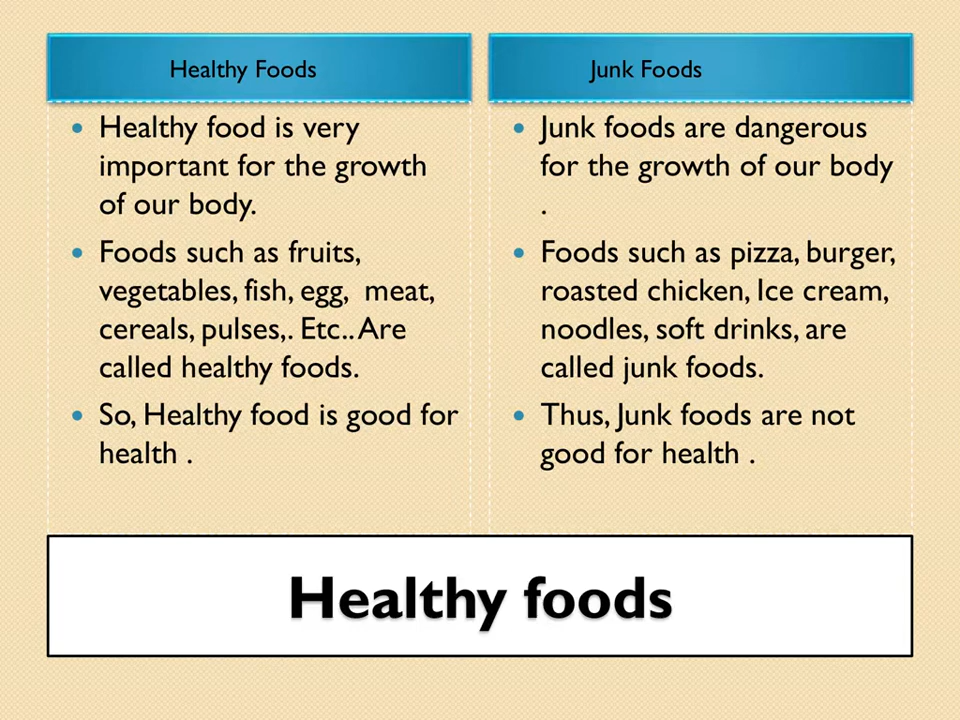 Healthy Foods
Healthy food is very
important for the growth
of our body.
Foods such as fruits,
vegetables, fish, egg, meat,
cereals, pulses,. Etc.. Are
called healthy foods.
So, Healthy food is good for
health .
Junk Foods
Junk foods are dangerous
for the growth of our body
.
Foods such as pizza, burger,
roasted chicken, Ice cream,
noodles, soft drinks, are
called junk foods.
Thus, Junk foods are not
good for health .
Healthy foods